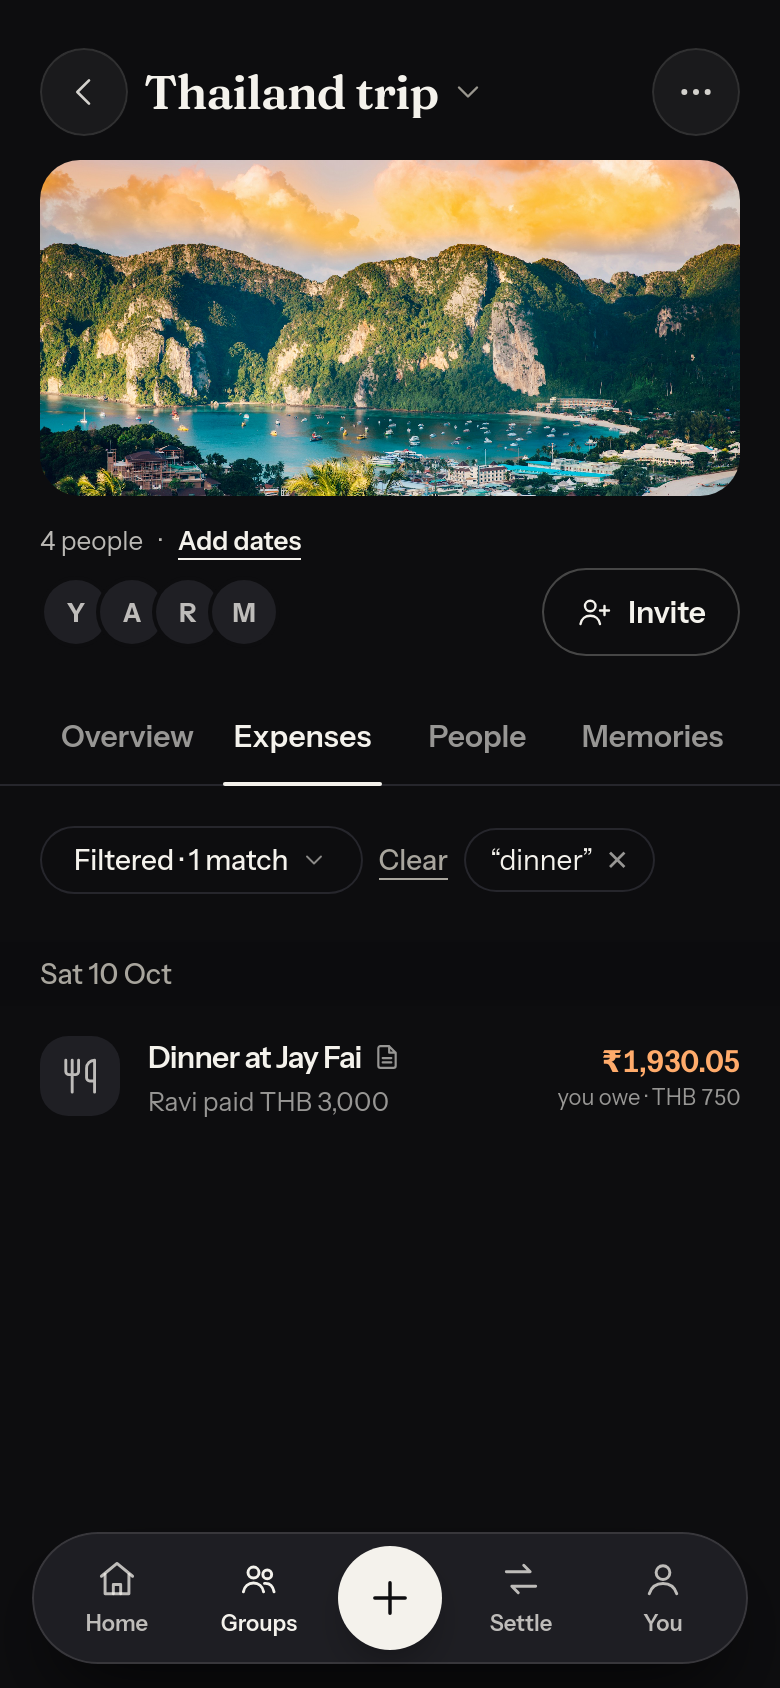 Thailand trip
4 people · Add dates
Y A R M
Invite
Overview Expenses People Memories
Filtered · 1 match Clear “dinner”
Sat 10 Oct
Dinner at Jay Fai ₹1,930.05
Ravi paid THB 3,000 you owe · THB 750
Home Groups Settle You